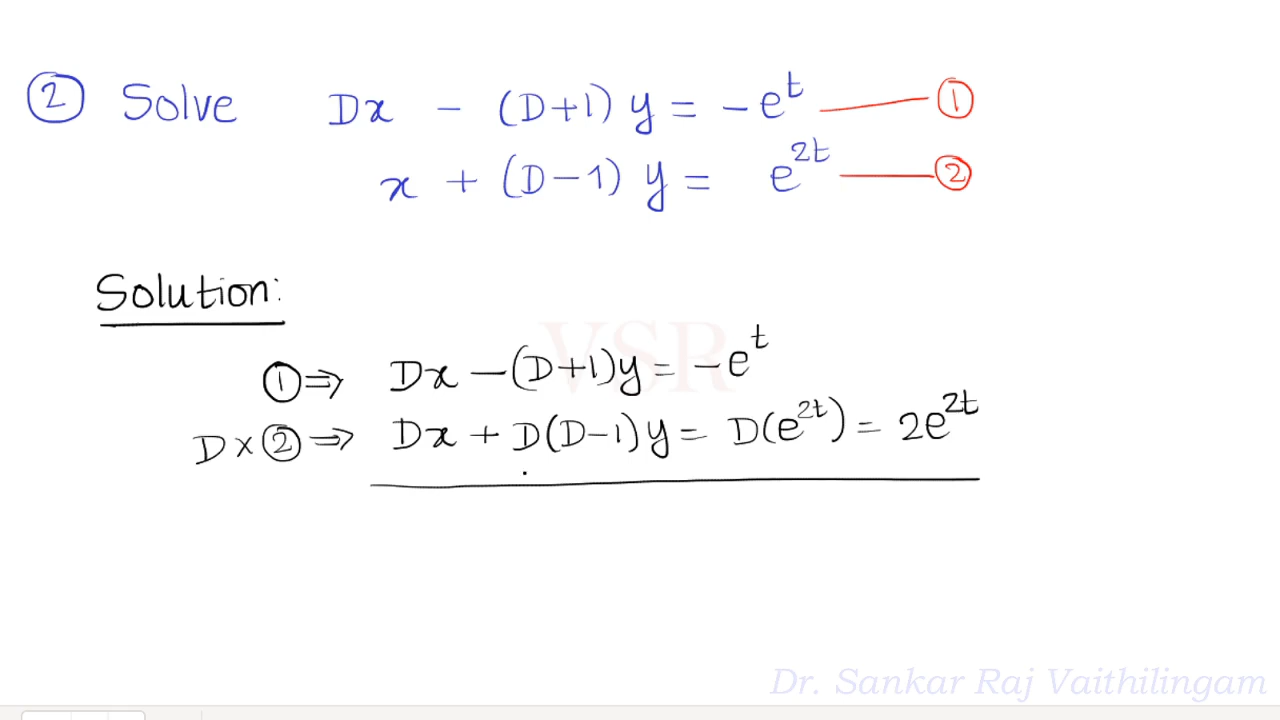 ② Solve Dx − (D+1) y = −e^t —— ①
x + (D−1) y = e^{2t} —— ②
Solution:
① ⇒ Dx − (D+1)y = −e^t
VSR
D × ② ⇒ Dx + D(D−1)y = D(e^{2t}) = 2e^{2t}
Dr. Sankar Raj Vaithilingam